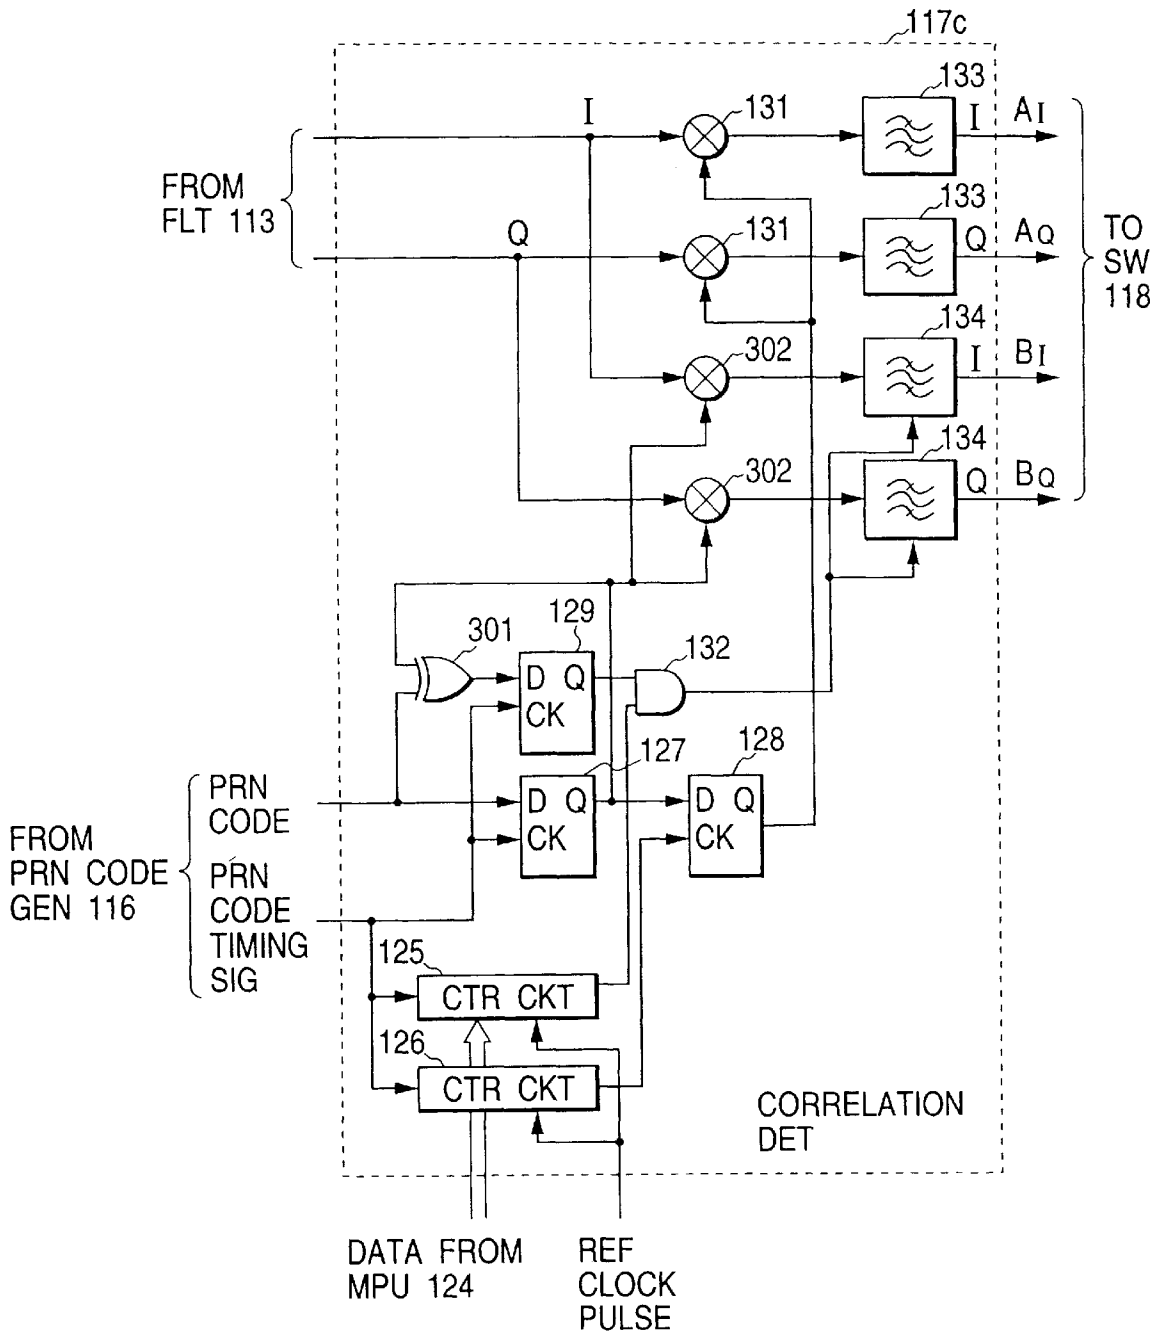 117c
133
I
131
I
AI
FROM
FLT 113
133
Q
131
Q
AQ
TO
SW
118
134
302
I
BI
134
302
Q
BQ
129
301
132
D Q
CK
127
128
PRN
CODE
D Q
CK
D Q
CK
FROM
PRN CODE
GEN 116
PRN
CODE
TIMING
SIG
125
CTR CKT
126
CTR CKT
CORRELATION
DET
DATA FROM
MPU 124
REF
CLOCK
PULSE